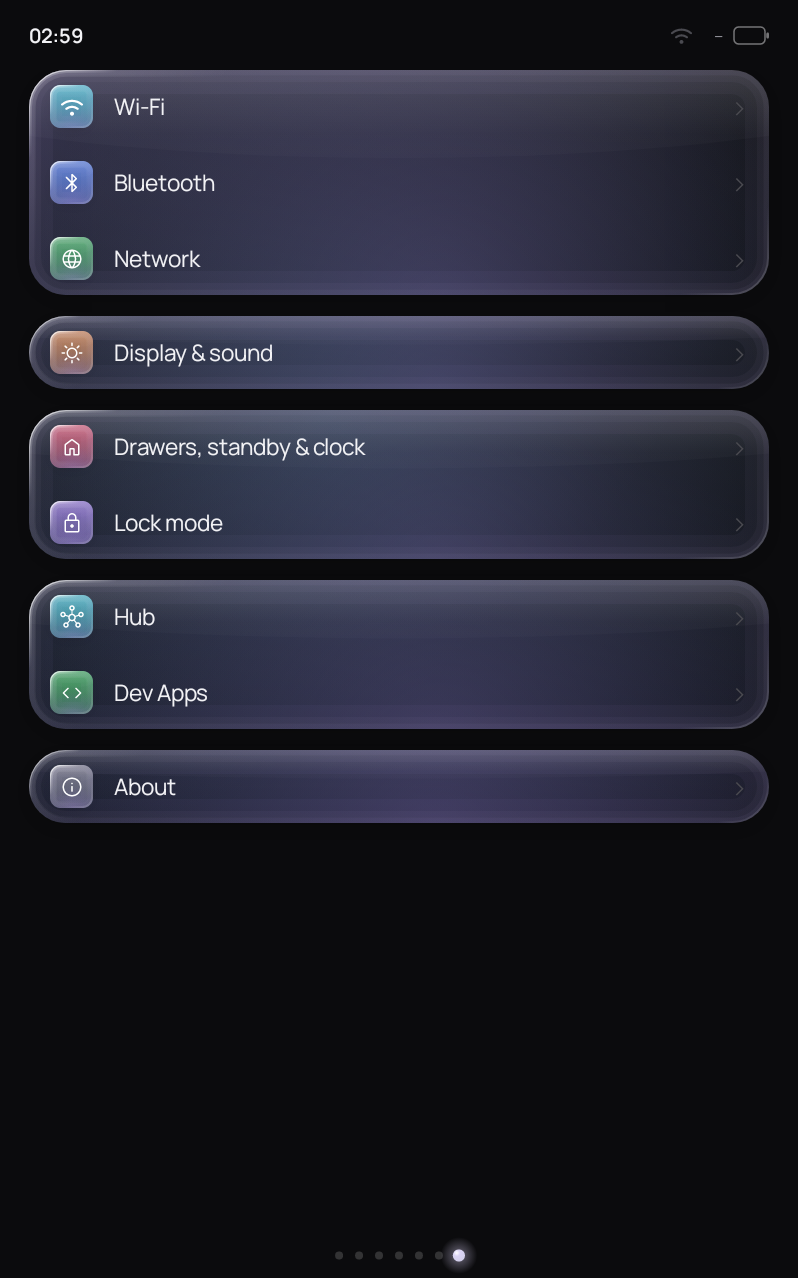 02:59
–
Wi-Fi
Bluetooth
Network
Display & sound
Drawers, standby & clock
Lock mode
Hub
Dev Apps
About